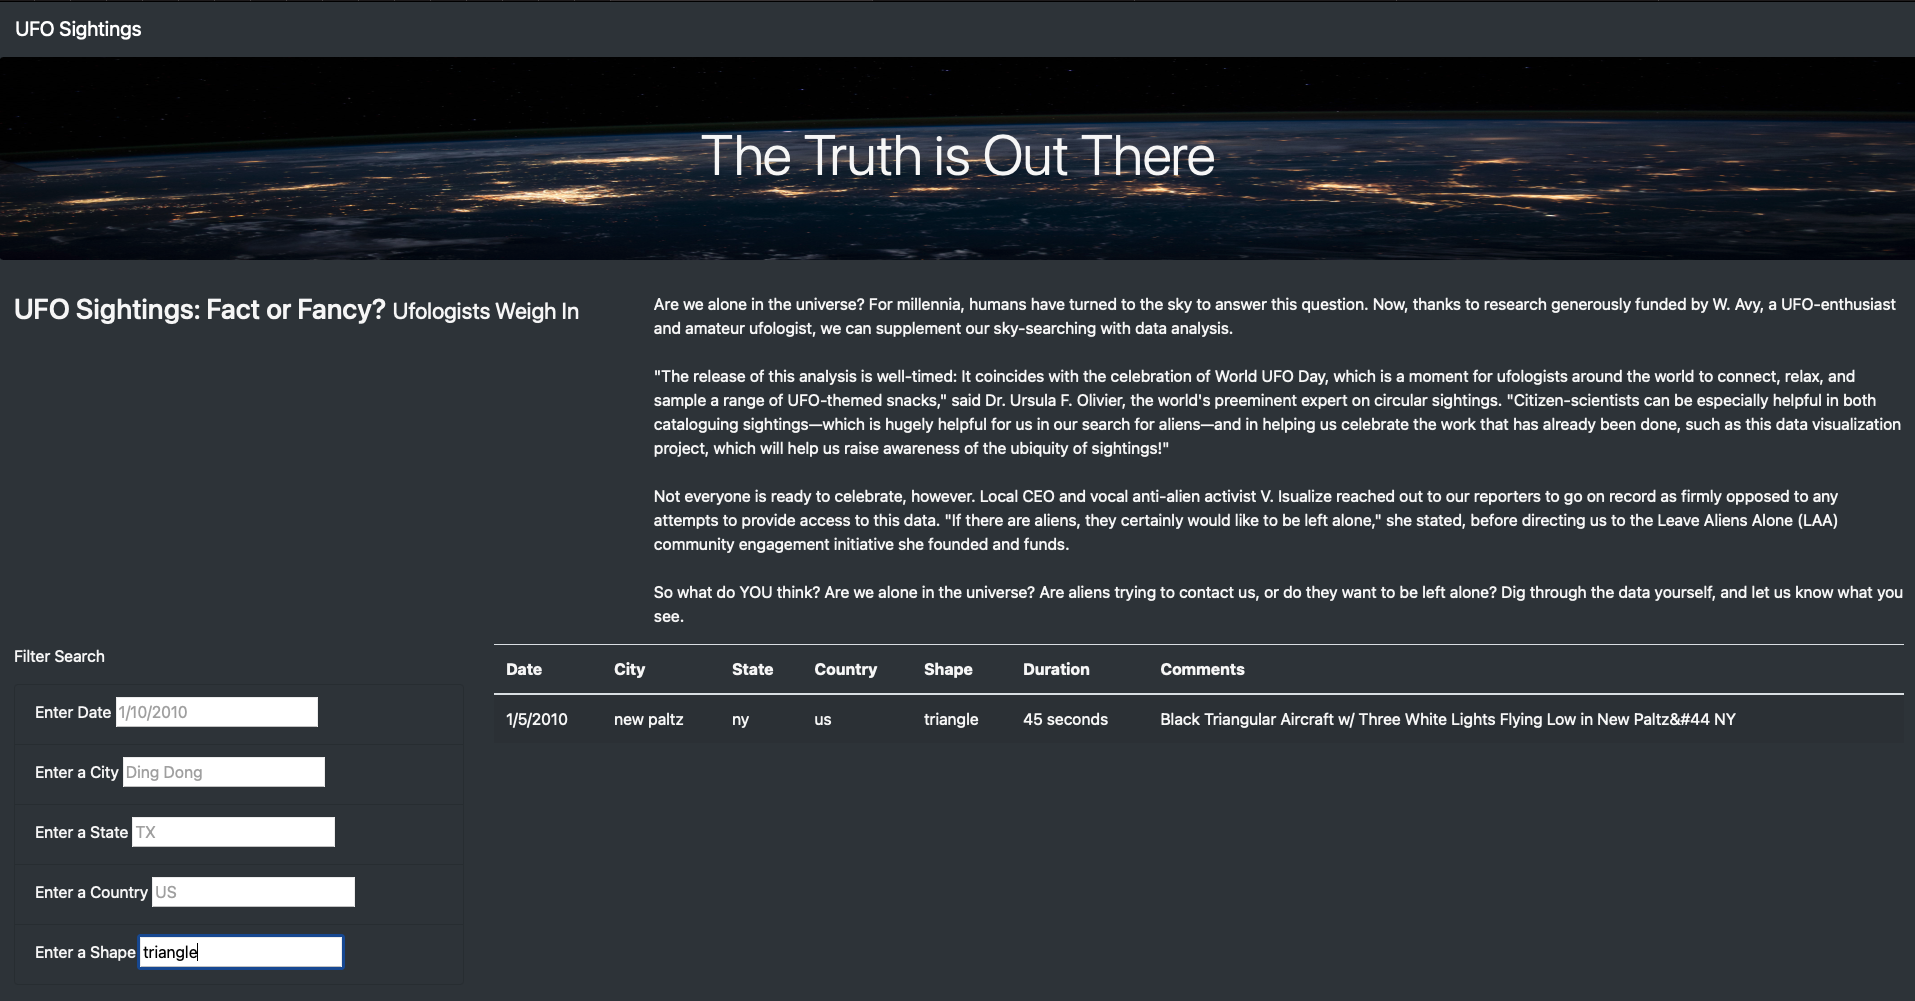 UFO Sightings
The Truth is Out There
UFO Sightings: Fact or Fancy? Ufologists Weigh In
Are we alone in the universe? For millennia, humans have turned to the sky to answer this question. Now, thanks to research generously funded by W. Avy, a UFO-enthusiast
and amateur ufologist, we can supplement our sky-searching with data analysis.
"The release of this analysis is well-timed: It coincides with the celebration of World UFO Day, which is a moment for ufologists around the world to connect, relax, and
sample a range of UFO-themed snacks," said Dr. Ursula F. Olivier, the world's preeminent expert on circular sightings. "Citizen-scientists can be especially helpful in both
cataloguing sightings—which is hugely helpful for us in our search for aliens—and in helping us celebrate the work that has already been done, such as this data visualization
project, which will help us raise awareness of the ubiquity of sightings!"
Not everyone is ready to celebrate, however. Local CEO and vocal anti-alien activist V. Isualize reached out to our reporters to go on record as firmly opposed to any
attempts to provide access to this data. "If there are aliens, they certainly would like to be left alone," she stated, before directing us to the Leave Aliens Alone (LAA)
community engagement initiative she founded and funds.
So what do YOU think? Are we alone in the universe? Are aliens trying to contact us, or do they want to be left alone? Dig through the data yourself, and let us know what you
see.
Filter Search
Enter Date 1/10/2010
Enter a City Ding Dong
Enter a State TX
Enter a Country US
Enter a Shape triangle
Date City State Country Shape Duration Comments
1/5/2010 new paltz ny us triangle 45 seconds Black Triangular Aircraft w/ Three White Lights Flying Low in New Paltz&#44 NY